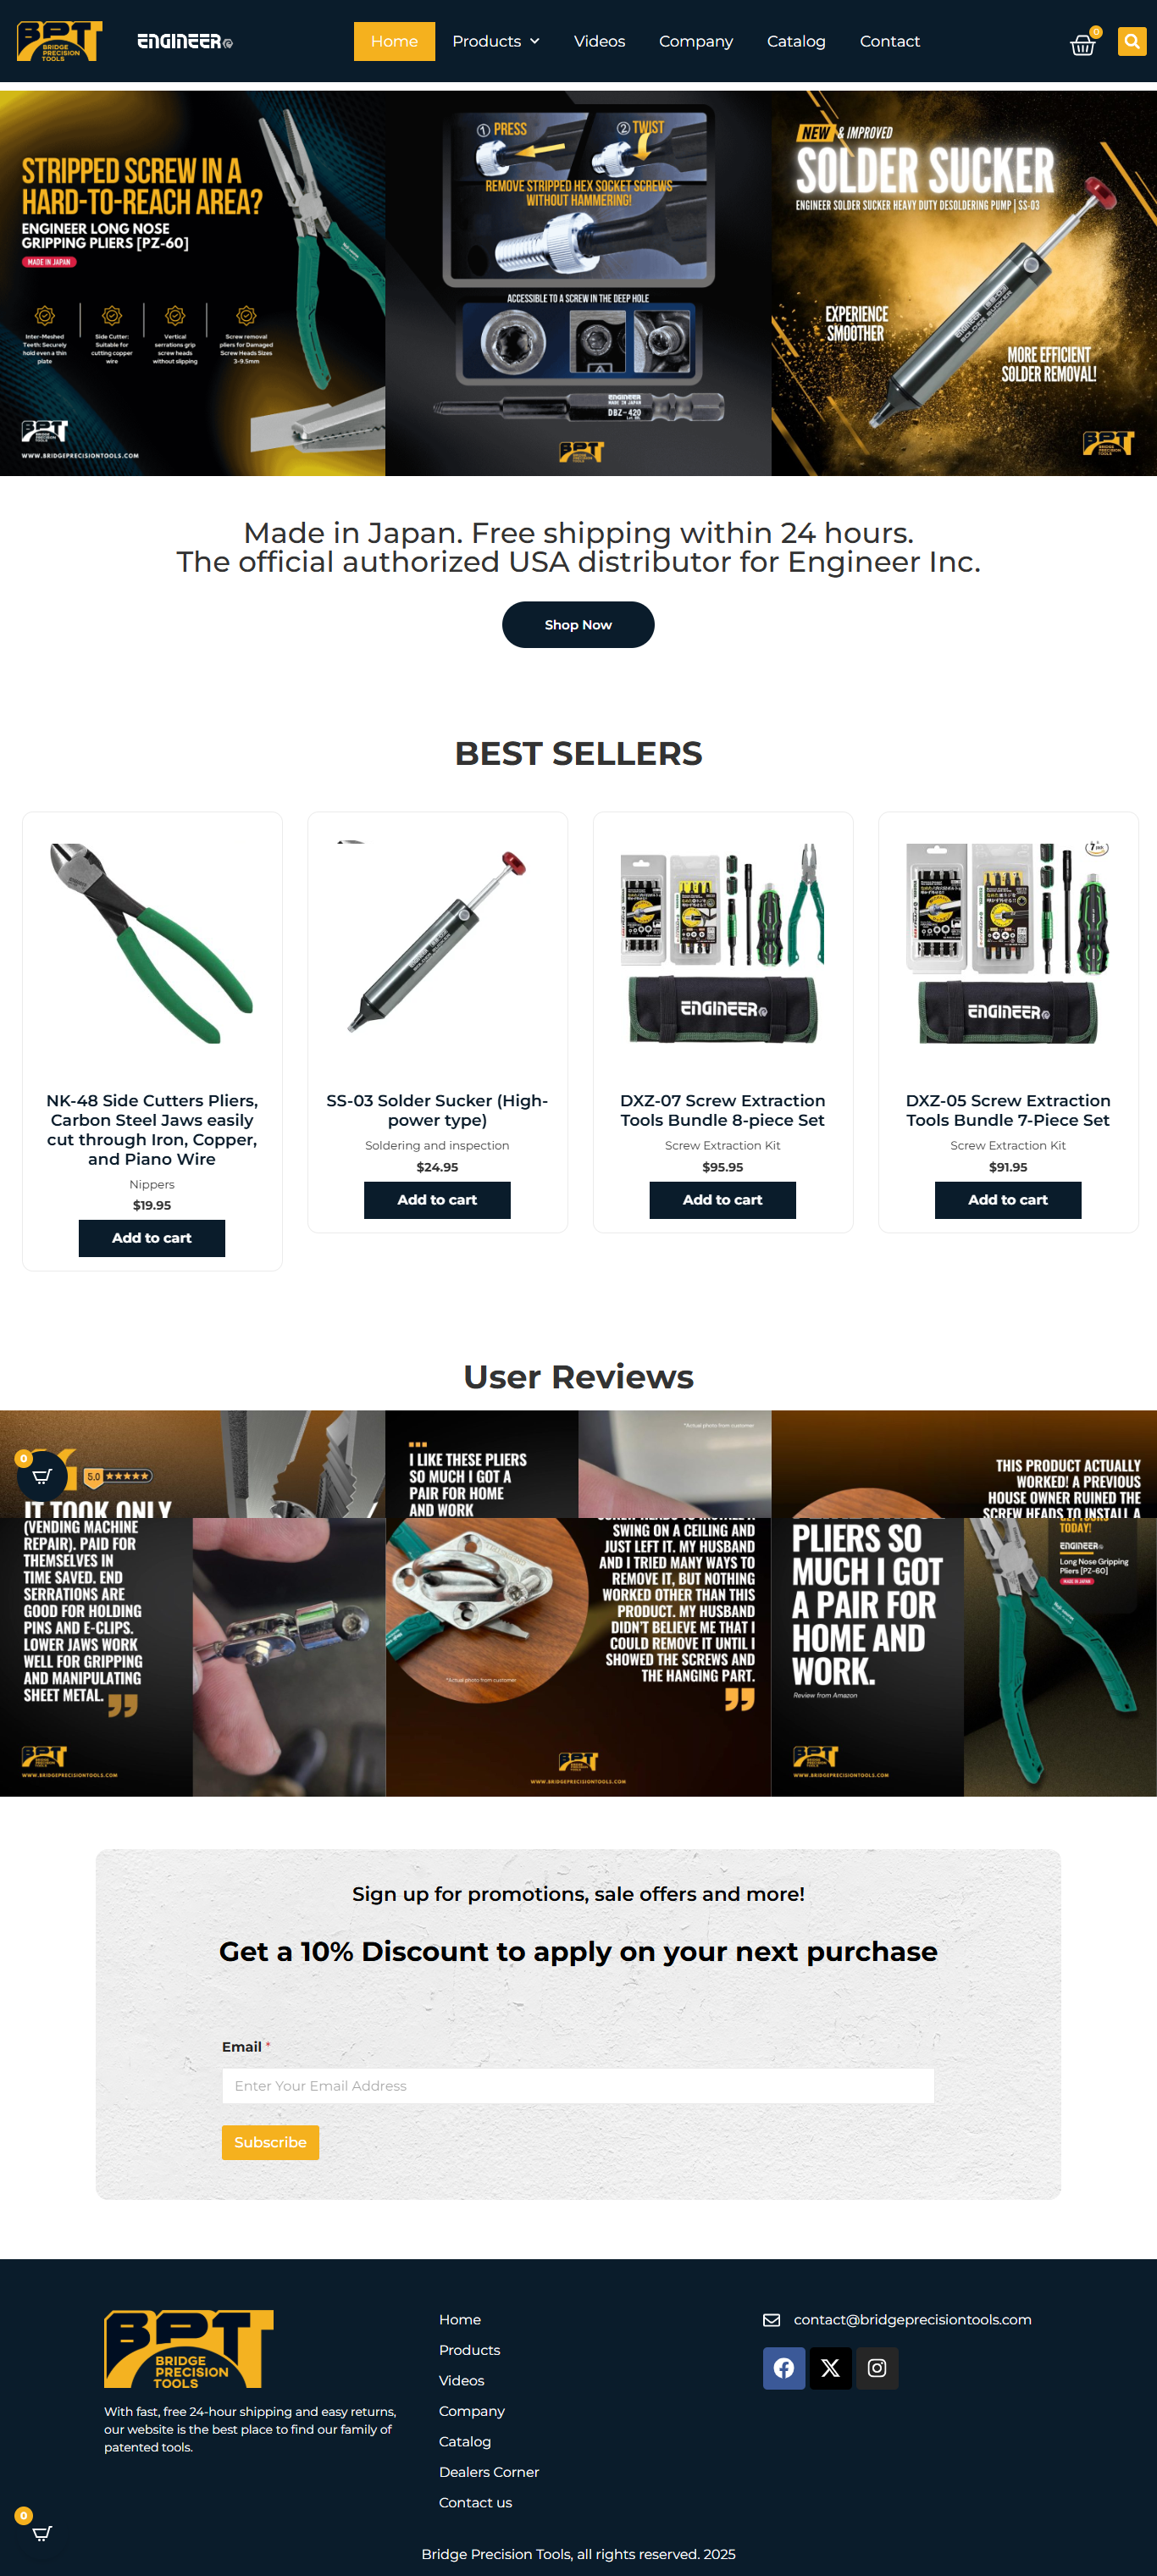 BPT
BRIDGE
PRECISION
TOOLS
ENGINEER
Home
Products
Videos
Company
Catalog
Contact
0
STRIPPED SCREW IN A
HARD-TO-REACH AREA?
ENGINEER LONG NOSE
GRIPPING PLIERS [PZ-60]
MADE IN JAPAN
Inter-Meshed
Teeth: Securely
hold even a thin
plate
Side Cutter:
Suitable for
cutting copper
wire
Vertical
serrations grip
screw heads
without slipping
Screw removal
pliers for Damaged
Screw Heads Sizes
3-9.5mm
BPT
WWW.BRIDGEPRECISIONTOOLS.COM
1 PRESS
2 TWIST
REMOVE STRIPPED HEX SOCKET SCREWS
WITHOUT HAMMERING!
ACCESSIBLE TO A SCREW IN THE DEEP HOLE
ENGINEER
MADE IN JAPAN
DBZ-420
BPT
NEW & IMPROVED
SOLDER SUCKER
ENGINEER SOLDER SUCKER HEAVY DUTY DESOLDERING PUMP | SS-03
EXPERIENCE
SMOOTHER
MORE EFFICIENT
SOLDER REMOVAL!
BPT
Made in Japan. Free shipping within 24 hours.
The official authorized USA distributor for Engineer Inc.
Shop Now
BEST SELLERS
ENGINEER
ENGINEER
NK-48 Side Cutters Pliers,
Carbon Steel Jaws easily
cut through Iron, Copper,
and Piano Wire
Nippers
$19.95
Add to cart
SS-03 Solder Sucker (High-
power type)
Soldering and inspection
$24.95
Add to cart
DXZ-07 Screw Extraction
Tools Bundle 8-piece Set
Screw Extraction Kit
$95.95
Add to cart
DXZ-05 Screw Extraction
Tools Bundle 7-Piece Set
Screw Extraction Kit
$91.95
Add to cart
User Reviews
0
5.0
IT TOOK ONLY
(VENDING MACHINE
REPAIR). PAID FOR
THEMSELVES IN
TIME SAVED. END
SERRATIONS ARE
GOOD FOR HOLDING
PINS AND E-CLIPS.
LOWER JAWS WORK
WELL FOR GRIPPING
AND MANIPULATING
SHEET METAL.
BPT
WWW.BRIDGEPRECISIONTOOLS.COM
I LIKE THESE PLIERS
SO MUCH I GOT A
PAIR FOR HOME
AND WORK
*Actual photo from customer
THIS PRODUCT ACTUALLY
WORKED! A PREVIOUS
HOUSE OWNER RUINED THE
SCREW HEADS TO INSTALL A
SWING ON A CEILING AND
JUST LEFT IT. MY HUSBAND
AND I TRIED MANY WAYS TO
REMOVE IT, BUT NOTHING
WORKED OTHER THAN THIS
PRODUCT. MY HUSBAND
DIDN'T BELIEVE ME THAT I
COULD REMOVE IT UNTIL I
SHOWED THE SCREWS AND
THE HANGING PART.
*Actual photo from customer
BPT
WWW.BRIDGEPRECISIONTOOLS.COM
PLIERS SO
MUCH I GOT
A PAIR FOR
HOME AND
WORK.
Review from Amazon
BPT
WWW.BRIDGEPRECISIONTOOLS.COM
TODAY!
ENGINEER
Long Nose Gripping
Pliers [PZ-60]
MADE IN JAPAN
Sign up for promotions, sale offers and more!
Get a 10% Discount to apply on your next purchase
Email *
Enter Your Email Address
Subscribe
BPT
BRIDGE
PRECISION
TOOLS
With fast, free 24-hour shipping and easy returns,
our website is the best place to find our family of
patented tools.
Home
Products
Videos
Company
Catalog
Dealers Corner
Contact us
contact@bridgeprecisiontools.com
0
Bridge Precision Tools, all rights reserved. 2025